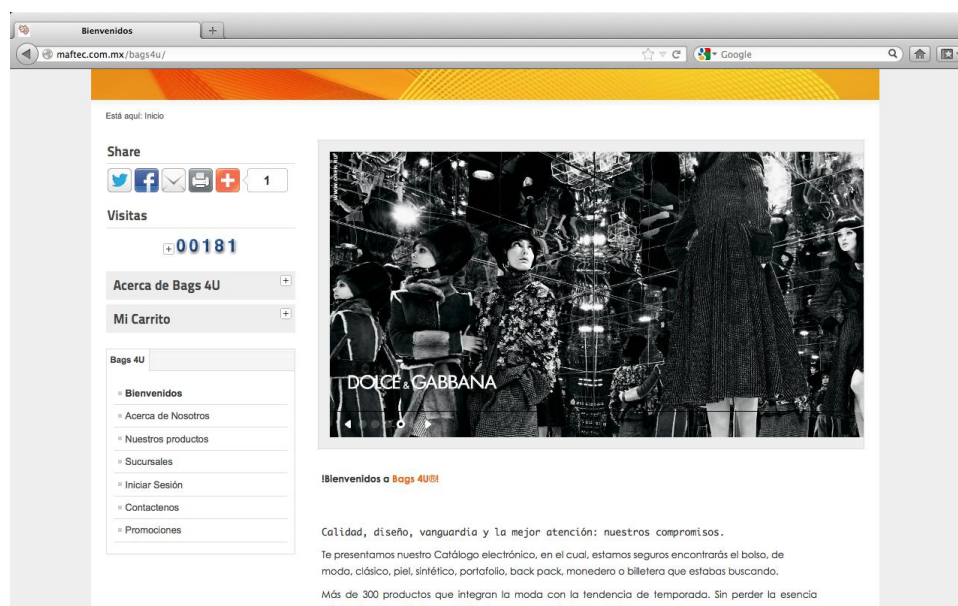 Bienvenidos
maftec.com.mx/bags4u/
Google
Está aquí: Inicio
Share
1
Visitas
00181
Acerca de Bags 4U
Mi Carrito
Bags 4U
Bienvenidos
Acerca de Nosotros
Nuestros productos
Sucursales
Iniciar Sesión
Contactenos
Promociones
DOLCE & GABBANA
!Bienvenidos a Bags 4U®!
Calidad, diseño, vanguardia y la mejor atención: nuestros compromisos.
Te presentamos nuestro Catálogo electrónico, en el cual, estamos seguros encontrarás el bolso, de
moda, clásico, piel, sintético, portafolio, back pack, monedero o billetera que estabas buscando.
Más de 300 productos que integran la moda con la tendencia de temporada. Sin perder la esencia